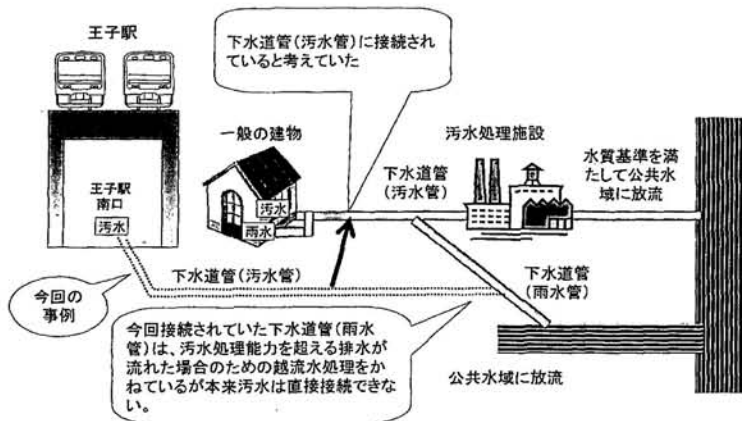 下水道管(汚水管)に接続され
ていると考えていた
一般の建物
汚水処理施設
水質基準を満
たして公共水
域に放流
下水道管
(汚水管)
王子駅
南口
汚水
汚水
雨水
下水道管(汚水管)
下水道管
(雨水管)
今回の
事例
今回接続されていた下水道管(雨水
管)は、汚水処理能力を超える排水が
流れた場合のための越流水処理をか
ねているが本来汚水は直接接続できな
い。
公共水域に放流